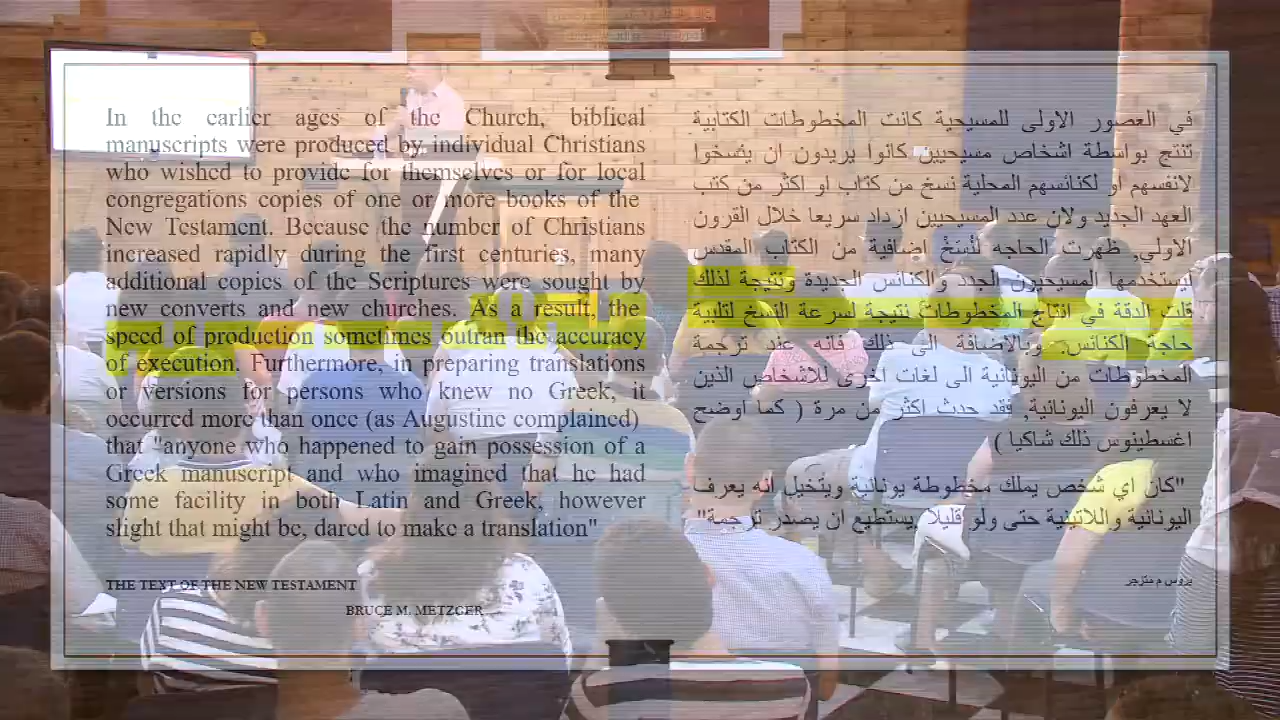 In the earlier ages of the Church, biblical
manuscripts were produced by individual Christians
who wished to provide for themselves or for local
congregations copies of one or more books of the
New Testament. Because the number of Christians
increased rapidly during the first centuries, many
additional copies of the Scriptures were sought by
new converts and new churches. As a result, the
speed of production sometimes outran the accuracy
of execution. Furthermore, in preparing translations
or versions for persons who knew no Greek, it
occurred more than once (as Augustine complained)
that "anyone who happened to gain possession of a
Greek manuscript and who imagined that he had
some facility in both Latin and Greek, however
slight that might be, dared to make a translation"
THE TEXT OF THE NEW TESTAMENT
BRUCE M. METZGER
في العصور الاولى للمسيحية كانت المخطوطات الكتابية
تنتج بواسطة اشخاص مسيحيين كانوا يريدون ان ينسخوا
لانفسهم او لكنائسهم المحلية نسخ من كتاب او اكثر من كتب
العهد الجديد ولان عدد المسيحيين ازداد سريعا خلال القرون
الاولي, ظهرت الحاجه لنُسَخْ اضافية من الكتاب المقدس
ليستخدمها المسيحيون الجدد والكنائس الجديدة ونتيجة لذلك
قلت الدقة في انتاج المخطوطات نتيجة لسرعة النسخ لتلبية
حاجة الكنائس. وبالاضافة الى ذلك فانه عند ترجمة
المخطوطات من اليونانية الى لغات اخرى للاشخاص الذين
لا يعرفون اليونانية, فقد حدث اكثر من مرة ( كما اوضح
اغسطينوس ذلك شاكيا )
"كان اي شخص يملك مخطوطة يونانية ويتخيل انه يعرف
اليونانية واللاتينية حتى ولو قليلا يستطيع ان يصدر ترجمة"
بروس م متزجر